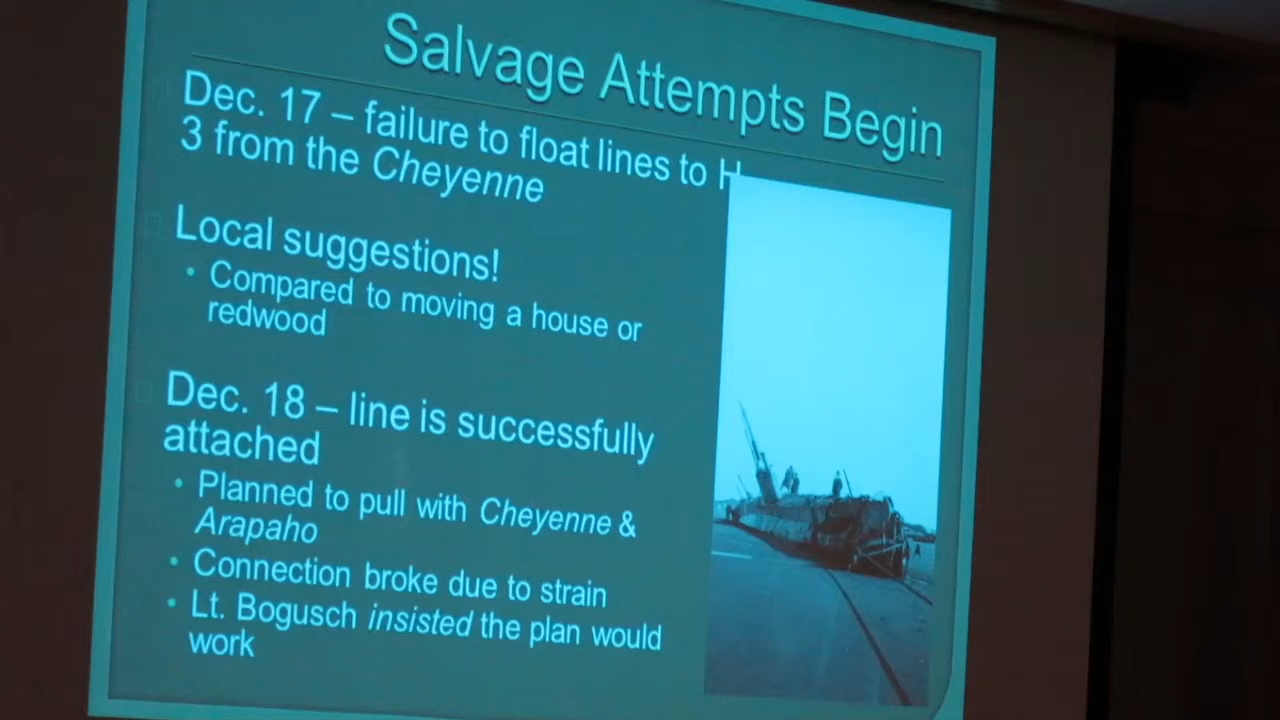 Salvage Attempts Begin
Dec. 17 – failure to float lines to H
3 from the Cheyenne
Local suggestions!
• Compared to moving a house or
redwood
Dec. 18 – line is successfully
attached
• Planned to pull with Cheyenne &
Arapaho
• Connection broke due to strain
• Lt. Bogusch insisted the plan would
work